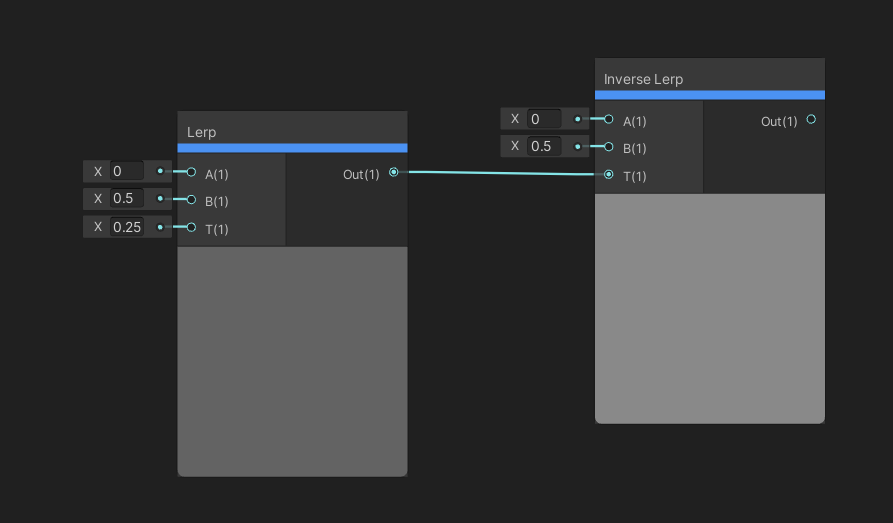 Lerp
X 0
A(1)
Out(1)
X 0.5
B(1)
X 0.25
T(1)
Inverse Lerp
X 0
A(1)
Out(1)
X 0.5
B(1)
T(1)